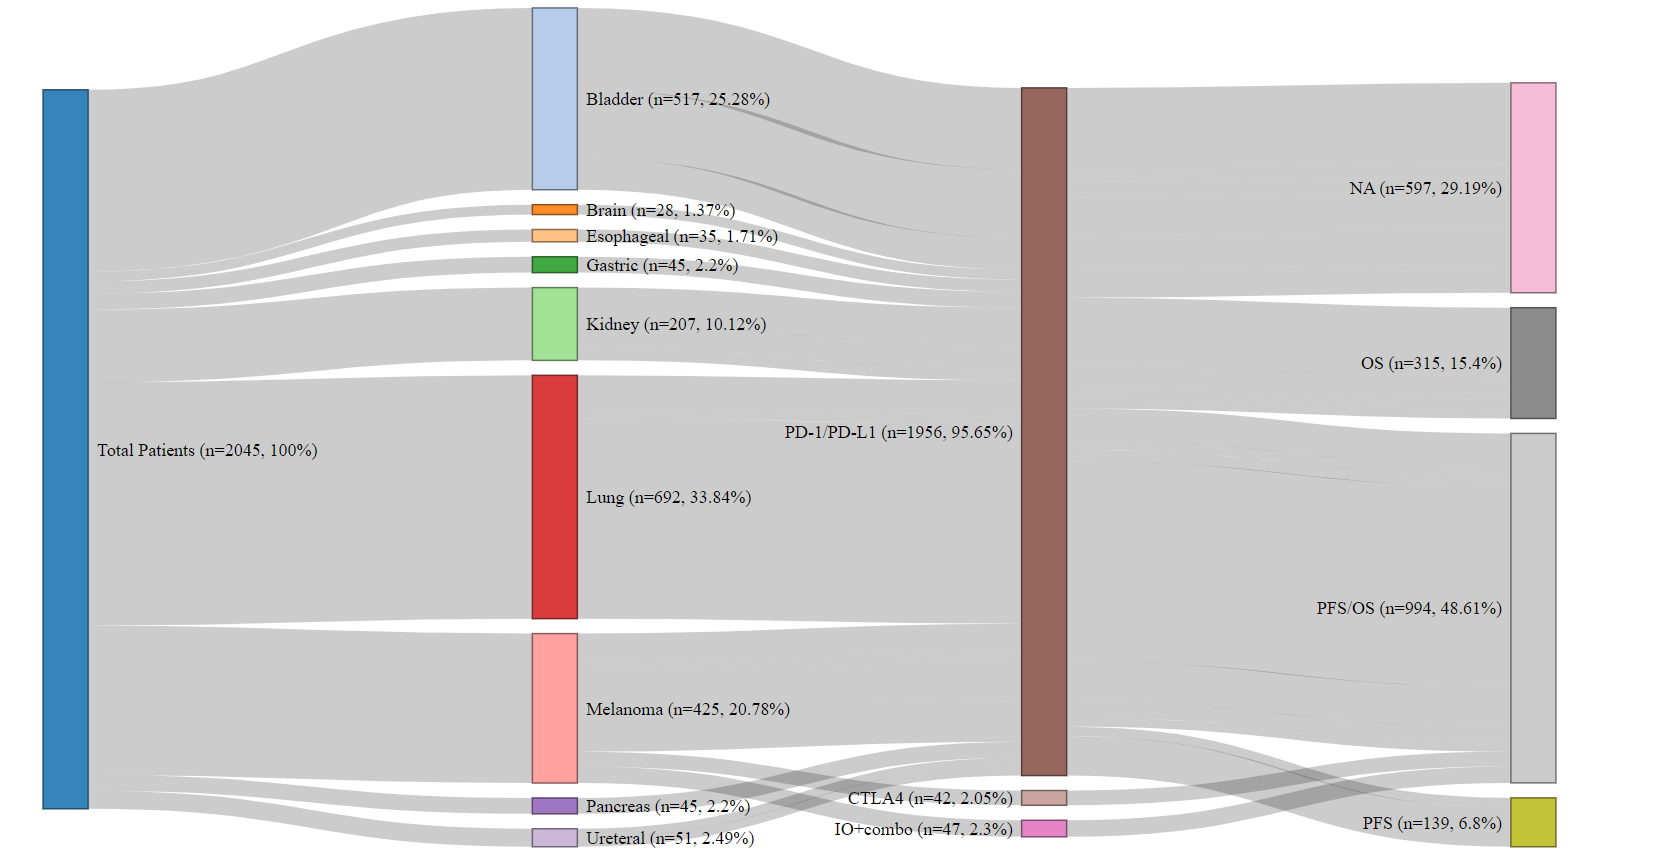 Total Patients (n=2045, 100%)
Bladder (n=517, 25.28%)
Brain (n=28, 1.37%)
Esophageal (n=35, 1.71%)
Gastric (n=45, 2.2%)
Kidney (n=207, 10.12%)
Lung (n=692, 33.84%)
Melanoma (n=425, 20.78%)
Pancreas (n=45, 2.2%)
Ureteral (n=51, 2.49%)
PD-1/PD-L1 (n=1956, 95.65%)
CTLA4 (n=42, 2.05%)
IO+combo (n=47, 2.3%)
NA (n=597, 29.19%)
OS (n=315, 15.4%)
PFS/OS (n=994, 48.61%)
PFS (n=139, 6.8%)